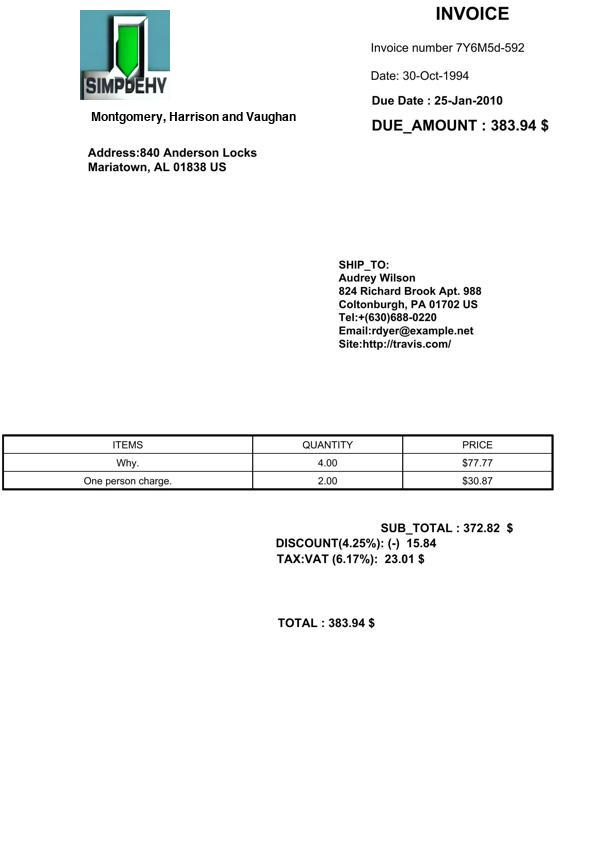 INVOICE
Invoice number 7Y6M5d-592
Date: 30-Oct-1994
Due Date : 25-Jan-2010
DUE_AMOUNT : 383.94 $
SIMPDEHY
Montgomery, Harrison and Vaughan
Address:840 Anderson Locks
Mariatown, AL 01838 US
SHIP_TO:
Audrey Wilson
824 Richard Brook Apt. 988
Coltonburgh, PA 01702 US
Tel:+(630)688-0220
Email:rdyer@example.net
Site:http://travis.com/
ITEMS QUANTITY PRICE
Why. 4.00 $77.77
One person charge. 2.00 $30.87
SUB_TOTAL : 372.82 $
DISCOUNT(4.25%): (-) 15.84
TAX:VAT (6.17%): 23.01 $
TOTAL : 383.94 $